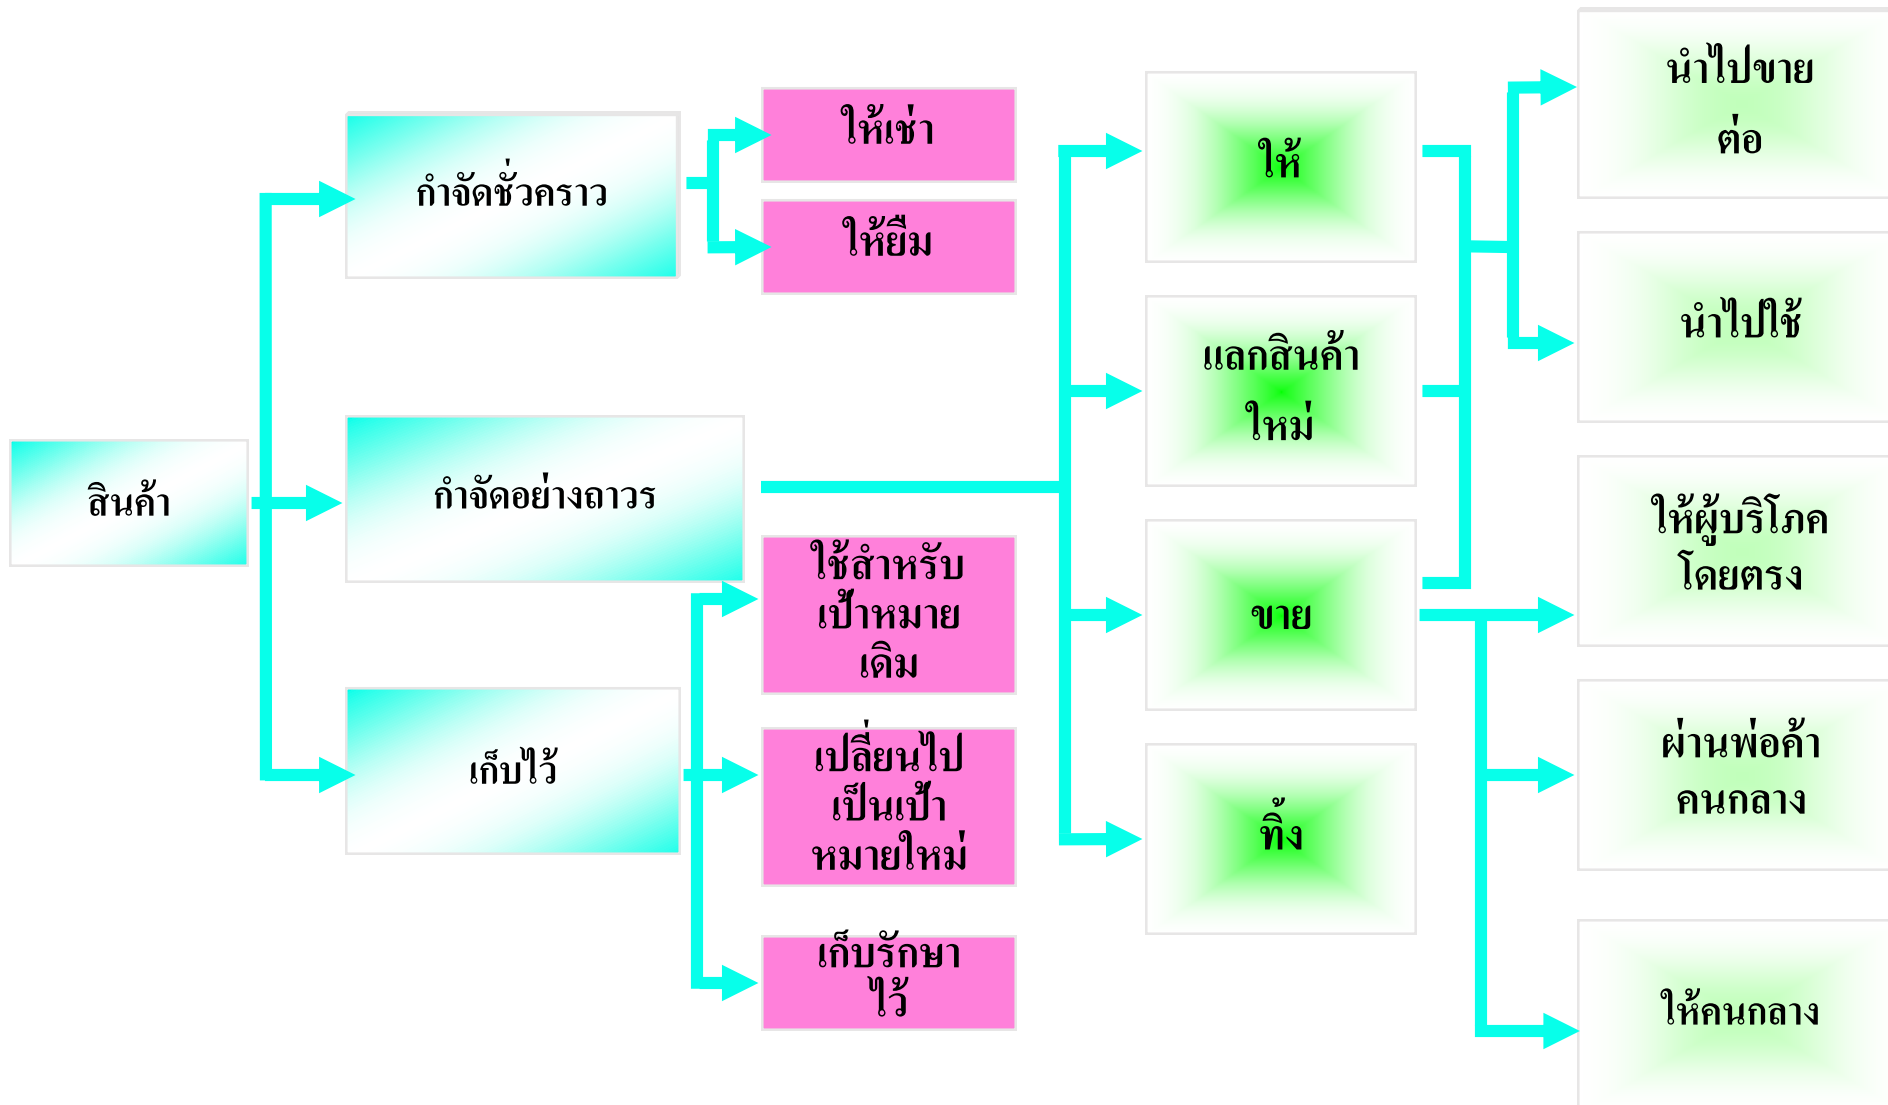 สินค้า
กำจัดชั่วคราว
กำจัดอย่างถาวร
เก็บไว้
ให้เช่า
ให้ยืม
ใช้สำหรับ
เป้าหมาย
เดิม
เปลี่ยนไป
เป็นเป้า
หมายใหม่
เก็บรักษา
ไว้
ให้
แลกสินค้า
ใหม่
ขาย
ทิ้ง
นำไปขาย
ต่อ
นำไปใช้
ให้ผู้บริโภค
โดยตรง
ผ่านพ่อค้า
คนกลาง
ให้คนกลาง